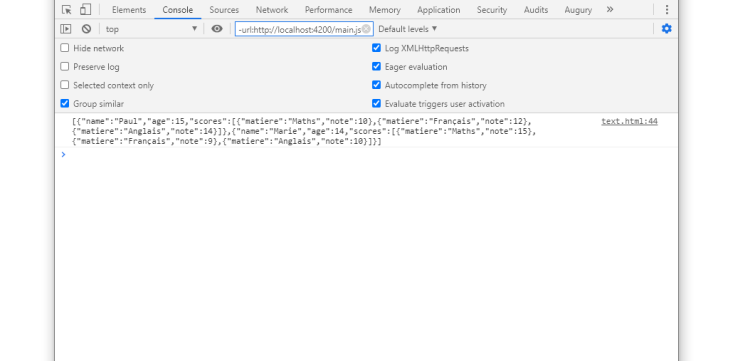 Elements Console Sources Network Performance Memory Application Security Audits Augury »
top -url:http://localhost:4200/main.js Default levels
Hide network Log XMLHttpRequests
Preserve log Eager evaluation
Selected context only Autocomplete from history
Group similar Evaluate triggers user activation
[{"name":"Paul","age":15,"scores":[{"matiere":"Maths","note":10},{"matiere":"Français","note":12}, text.html:44
{"matiere":"Anglais","note":14}]},{"name":"Marie","age":14,"scores":[{"matiere":"Maths","note":15},
{"matiere":"Français","note":9},{"matiere":"Anglais","note":10}]}]